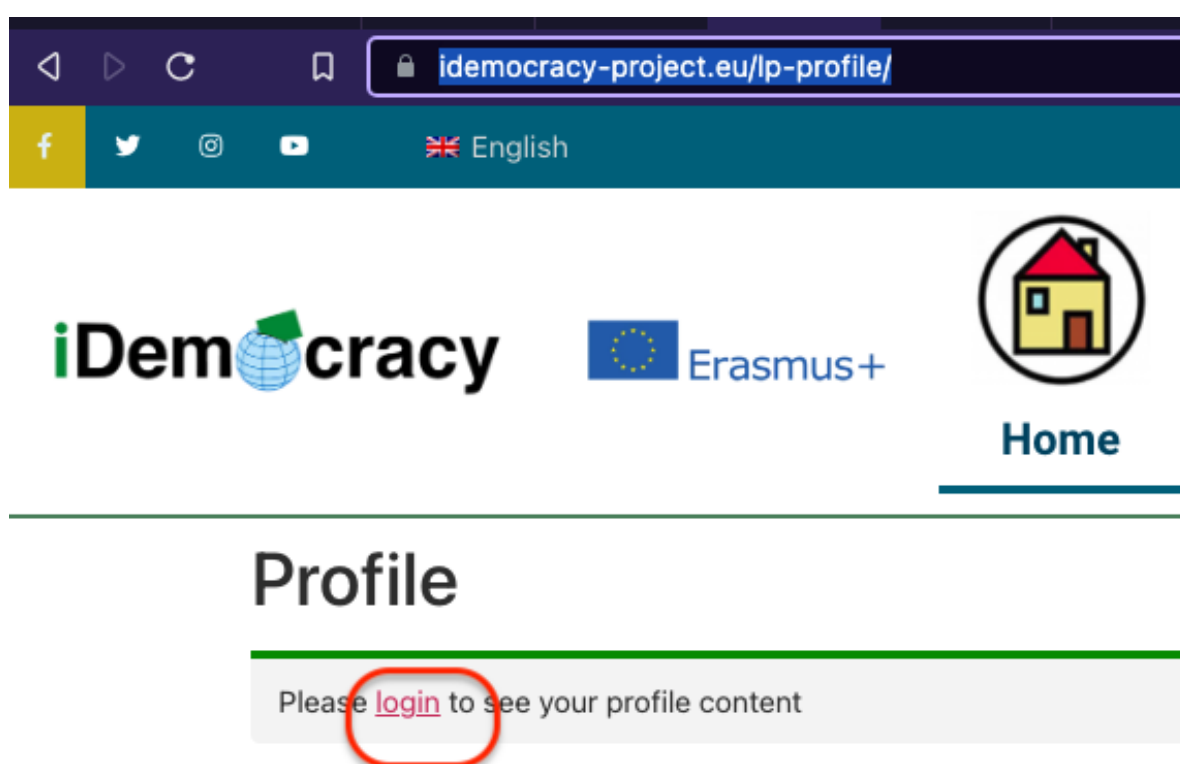 idemocracy-project.eu/lp-profile/
English
iDemocracy
Erasmus+
Home
Profile
Please login to see your profile content